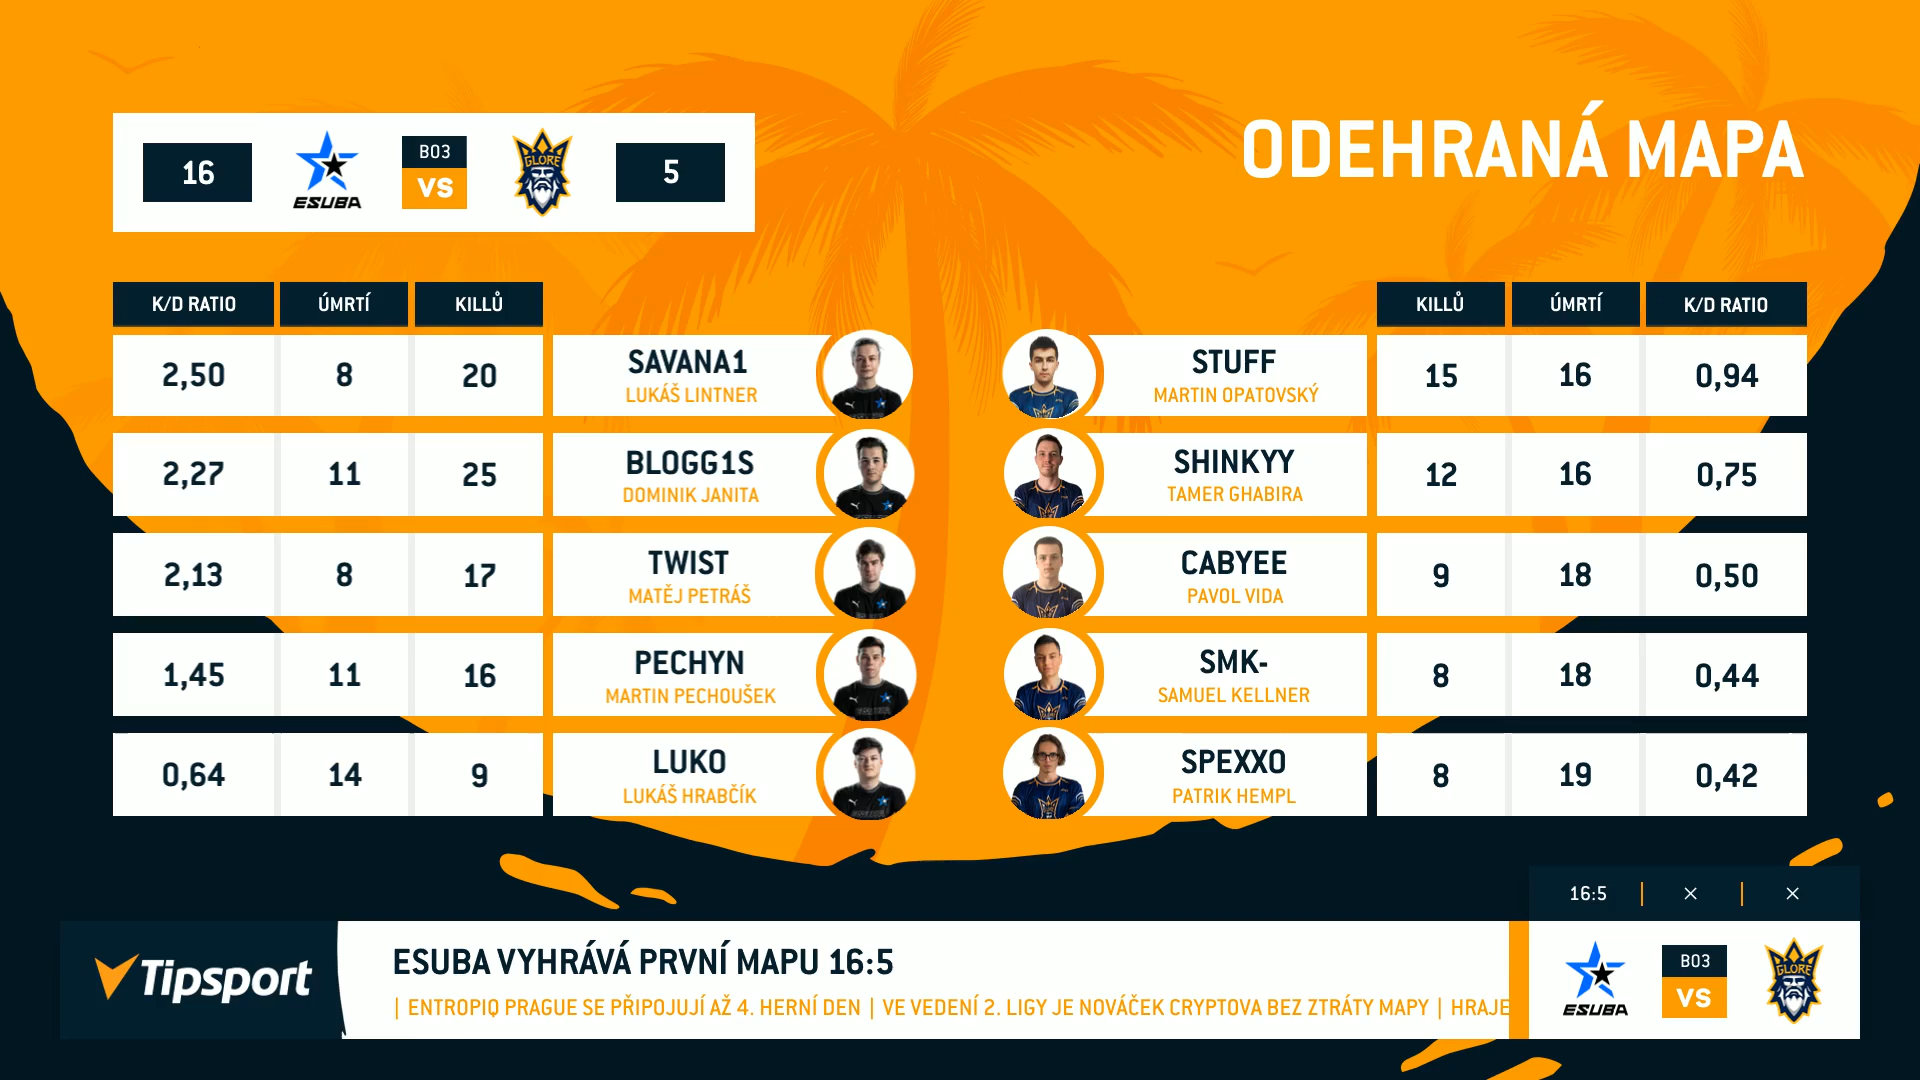 ODEHRANÁ MAPA
16
ESUBA
BO3
VS
GLORE
5
K/D RATIO ÚMRTÍ KILLŮ
2,50 8 20 SAVANA1
LUKÁŠ LINTNER
2,27 11 25 BLOGG1S
DOMINIK JANITA
2,13 8 17 TWIST
MATĚJ PETRÁŠ
1,45 11 16 PECHYN
MARTIN PECHOUŠEK
0,64 14 9 LUKO
LUKÁŠ HRABČÍK
KILLŮ ÚMRTÍ K/D RATIO
STUFF 15 16 0,94
MARTIN OPATOVSKÝ
SHINKYY 12 16 0,75
TAMER GHABIRA
CABYEE 9 18 0,50
PAVOL VIDA
SMK- 8 18 0,44
SAMUEL KELLNER
SPEXXO 8 19 0,42
PATRIK HEMPL
Tipsport
ESUBA VYHRÁVÁ PRVNÍ MAPU 16:5
| ENTROPIQ PRAGUE SE PŘIPOJUJÍ AŽ 4. HERNÍ DEN | VE VEDENÍ 2. LIGY JE NOVÁČEK CRYPTOVA BEZ ZTRÁTY MAPY | HRAJE
16:5 | × | ×
ESUBA
BO3
VS
GLORE